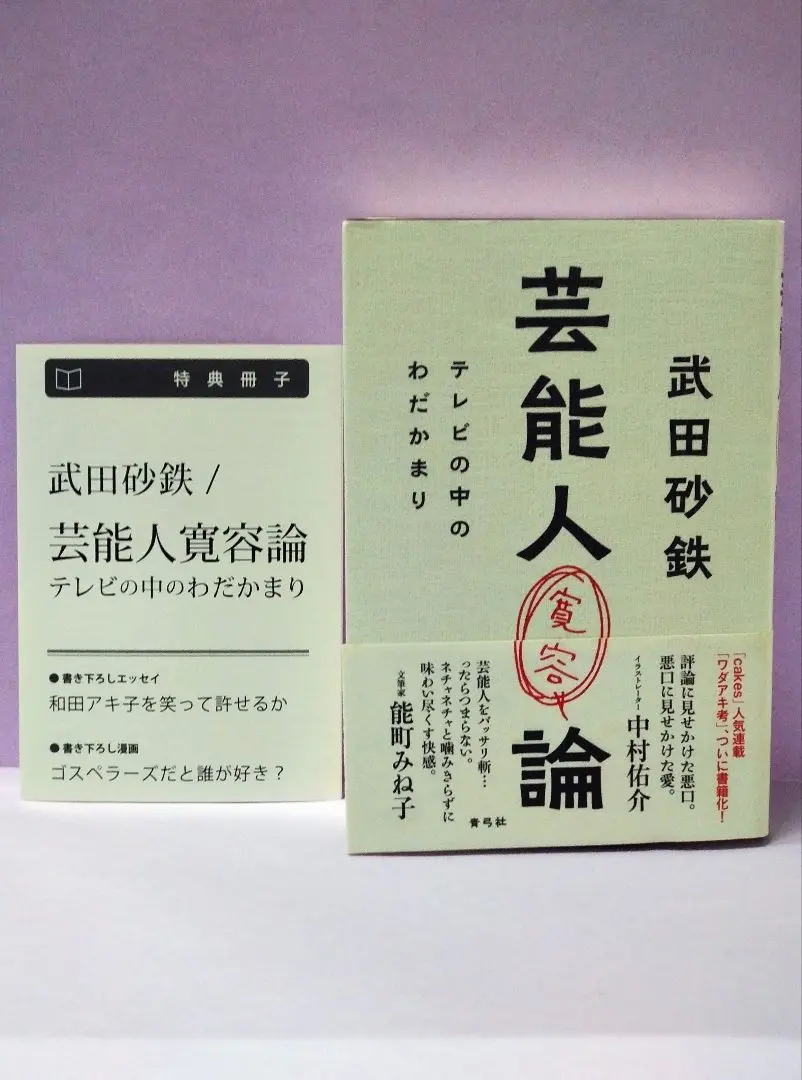 特典冊子
武田砂鉄 /
芸能人寛容論
テレビの中のわだかまり
●書き下ろしエッセイ
和田アキ子を笑って許せるか
●書き下ろし漫画
ゴスペラーズだと誰が好き?
武田砂鉄
芸能人寛容論
テレビの中の
わだかまり
「cakes」人気連載
「ワダアキ考」、ついに書籍化!
評論に見せかけた悪口。
悪口に見せかけた愛。
イラストレーター 中村佑介
芸能人をバッサリ斬…
ったらつまらない。
ネチャネチャと噛みきらずに
味わい尽くす快感。
文筆家 能町みね子
青弓社